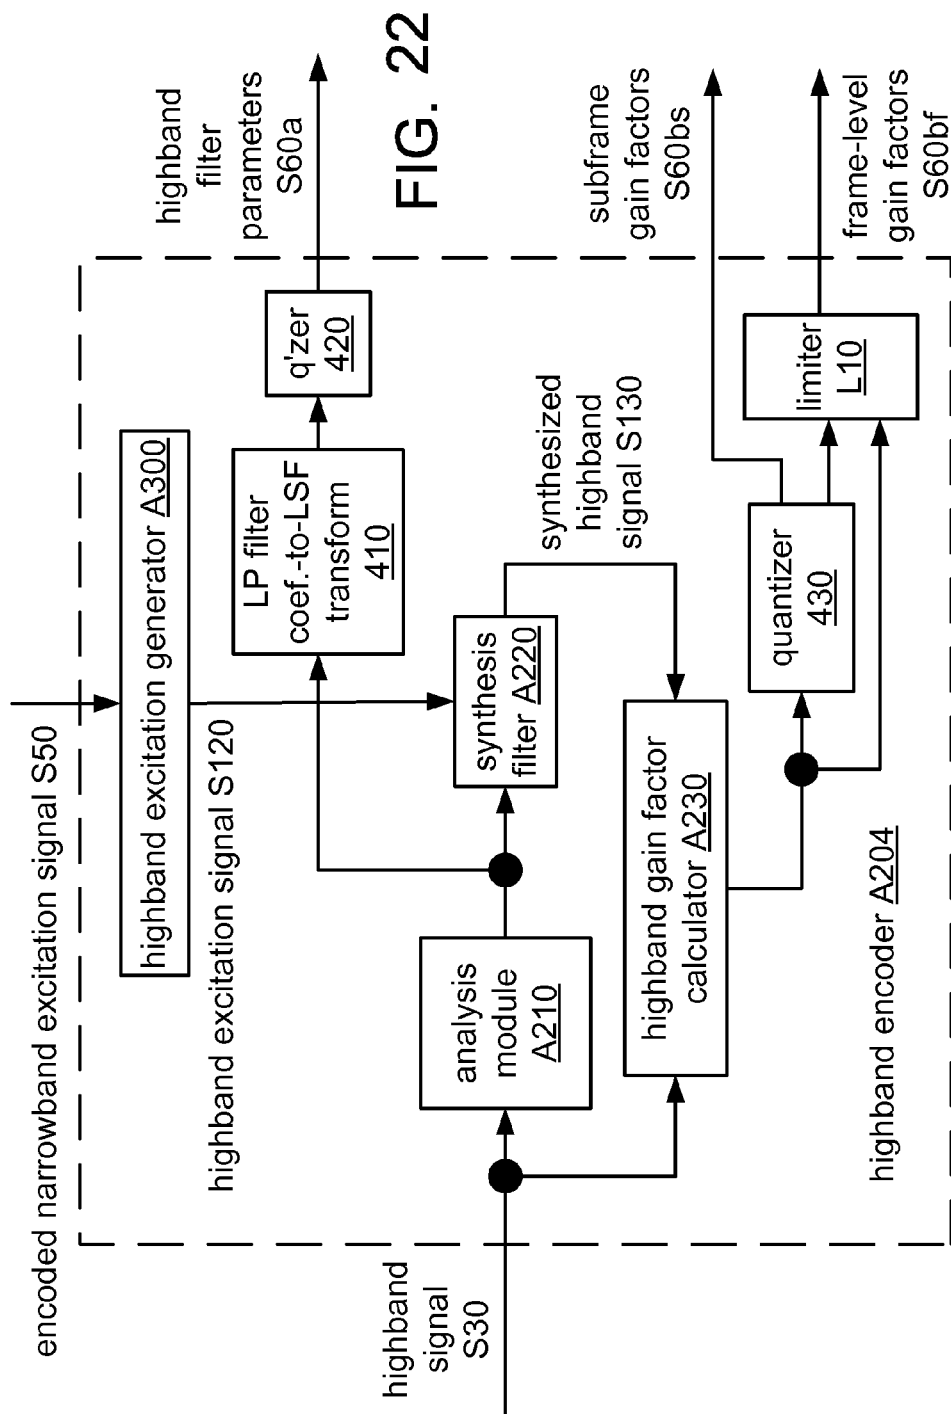 encoded narrowband excitation signal S50
highband excitation generator A300
highband excitation signal S120
highband
filter
parameters
S60a
FIG. 22
q'zer
420
LP filter
coef.-to-LSF
transform
410
highband
signal
S30
analysis
module
A210
synthesis
filter A220
synthesized
highband
signal S130
subframe
gain factors
S60bs
highband gain factor
calculator A230
quantizer
430
limiter
L10
frame-level
gain factors
S60bf
highband encoder A204